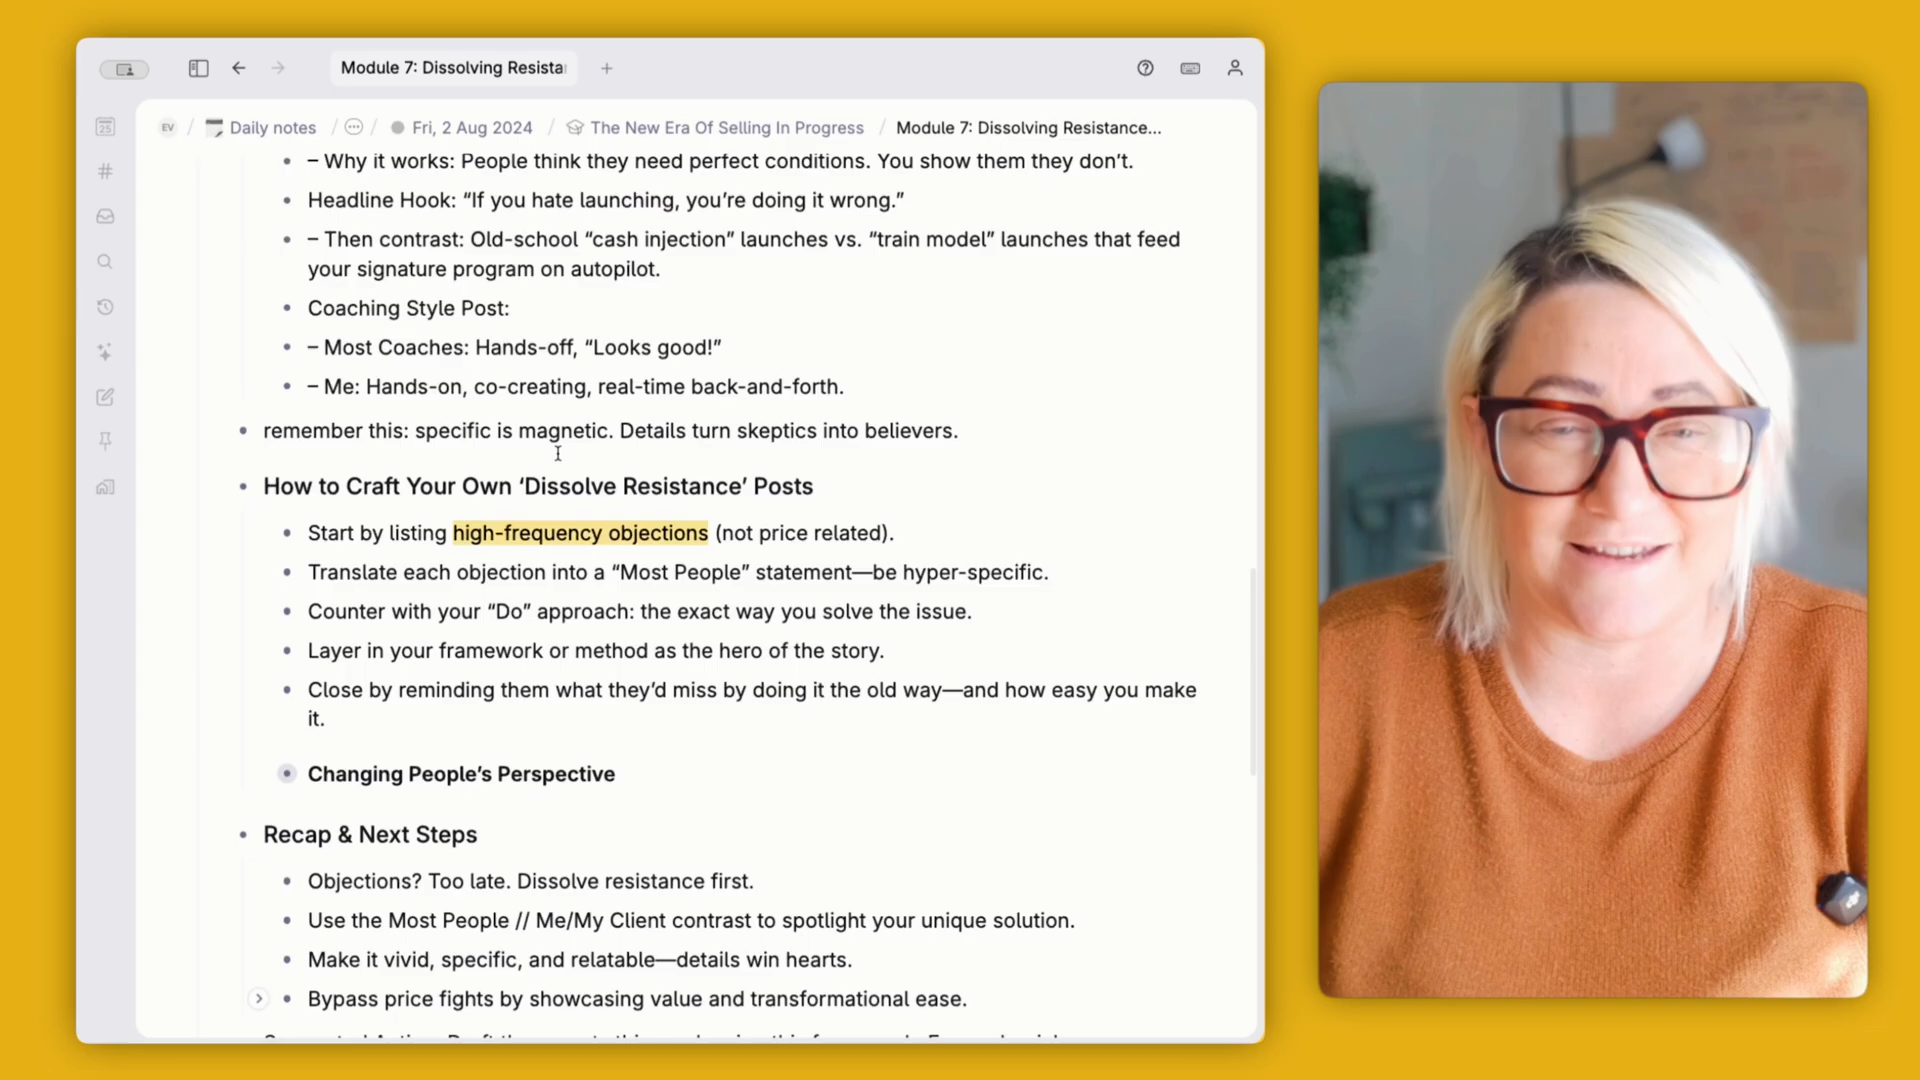 Module 7: Dissolving Resista
25
EV / Daily notes / / Fri, 2 Aug 2024 / The New Era Of Selling In Progress / Module 7: Dissolving Resistance...
– Why it works: People think they need perfect conditions. You show them they don’t.
Headline Hook: “If you hate launching, you’re doing it wrong.”
– Then contrast: Old-school “cash injection” launches vs. “train model” launches that feed
your signature program on autopilot.
Coaching Style Post:
– Most Coaches: Hands-off, “Looks good!”
– Me: Hands-on, co-creating, real-time back-and-forth.
remember this: specific is magnetic. Details turn skeptics into believers.
How to Craft Your Own ‘Dissolve Resistance’ Posts
Start by listing high-frequency objections (not price related).
Translate each objection into a “Most People” statement—be hyper-specific.
Counter with your “Do” approach: the exact way you solve the issue.
Layer in your framework or method as the hero of the story.
Close by reminding them what they’d miss by doing it the old way—and how easy you make
it.
Changing People’s Perspective
Recap & Next Steps
Objections? Too late. Dissolve resistance first.
Use the Most People // Me/My Client contrast to spotlight your unique solution.
Make it vivid, specific, and relatable—details win hearts.
Bypass price fights by showcasing value and transformational ease.